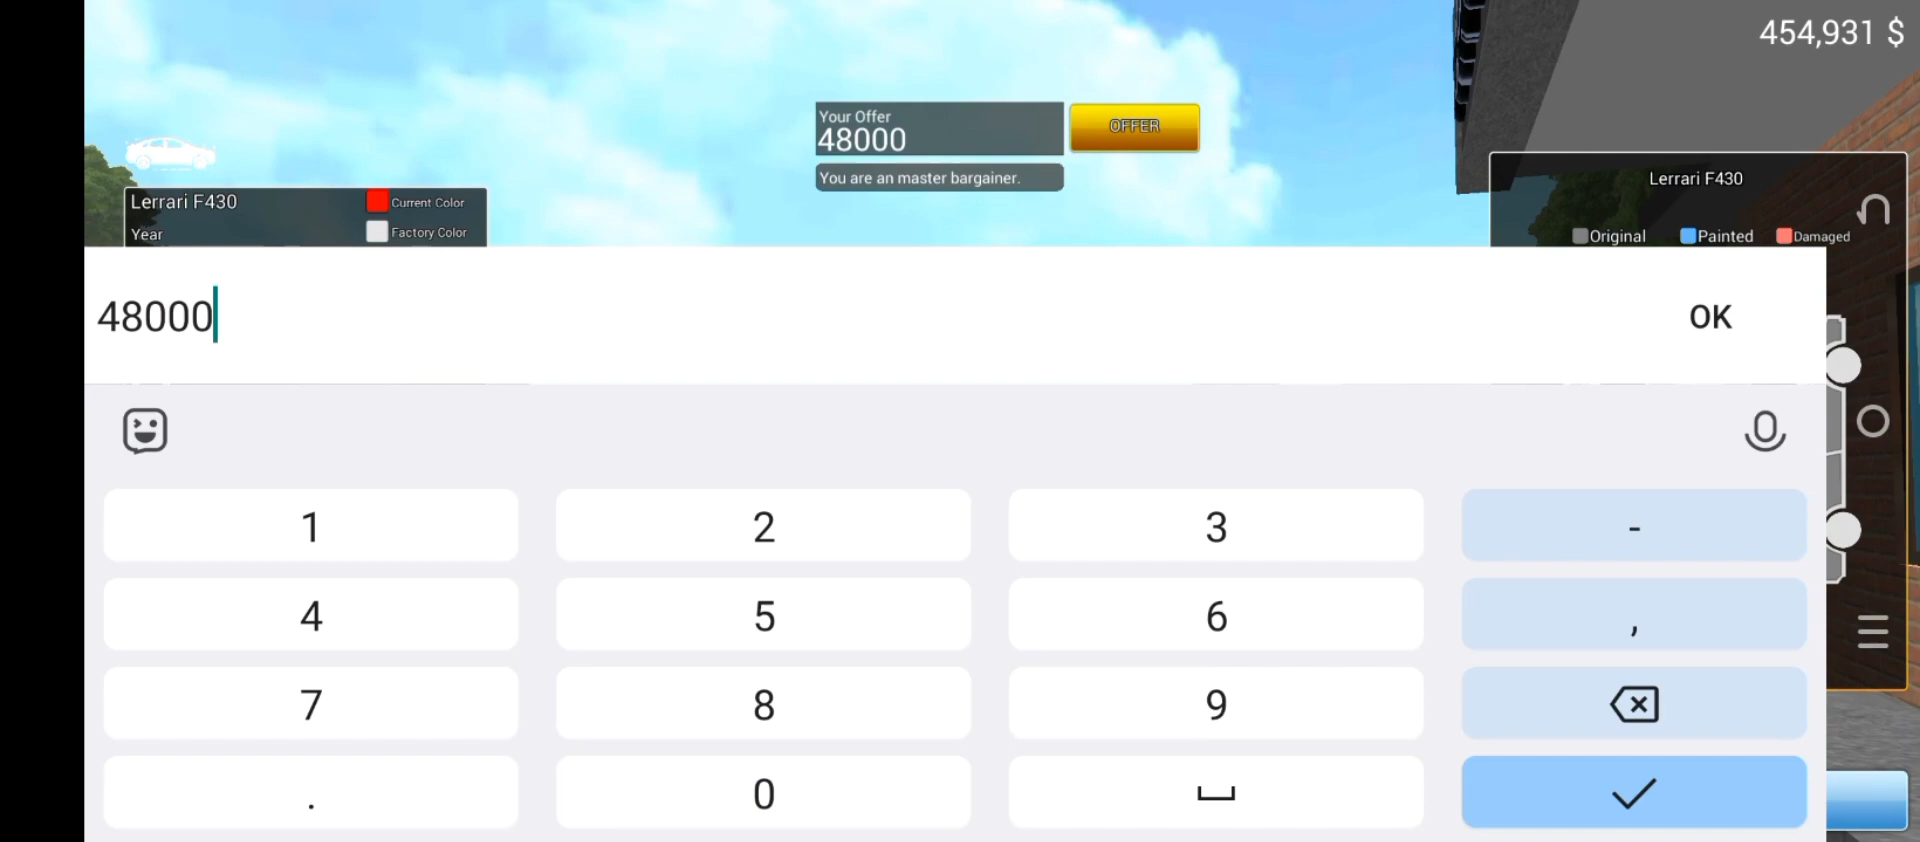 454,931 $
Your Offer
48000
OFFER
You are an master bargainer.
Lerrari F430
Current Color
Year
Factory Color
Lerrari F430
Original
Painted
Damaged
48000
OK
1
2
3
-
4
5
6
,
7
8
9
.
0